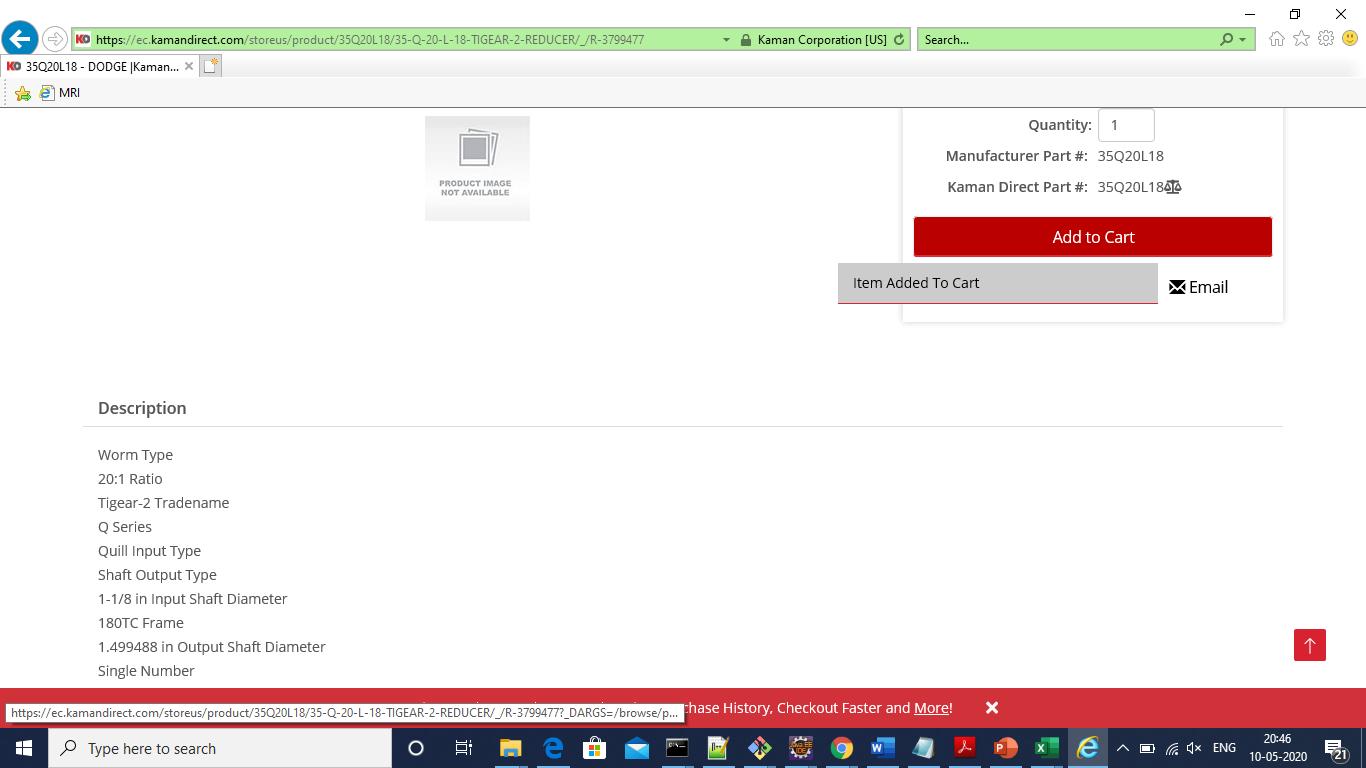 https://ec.kamandirect.com/storeus/product/35Q20L18/35-Q-20-L-18-TIGEAR-2-REDUCER/_/R-3799477
Kaman Corporation [US]
Search...
KD 35Q20L18 - DODGE |Kaman...
MRI
PRODUCT IMAGE
NOT AVAILABLE
Quantity: 1
Manufacturer Part #: 35Q20L18
Kaman Direct Part #: 35Q20L18
Add to Cart
Item Added To Cart
Email
Description
Worm Type
20:1 Ratio
Tigear-2 Tradename
Q Series
Quill Input Type
Shaft Output Type
1-1/8 in Input Shaft Diameter
180TC Frame
1.499488 in Output Shaft Diameter
Single Number
https://ec.kamandirect.com/storeus/product/35Q20L18/35-Q-20-L-18-TIGEAR-2-REDUCER/_/R-3799477?_DARGS=/browse/p...
chase History, Checkout Faster and More!
Type here to search
ENG
20:46
10-05-2020
21